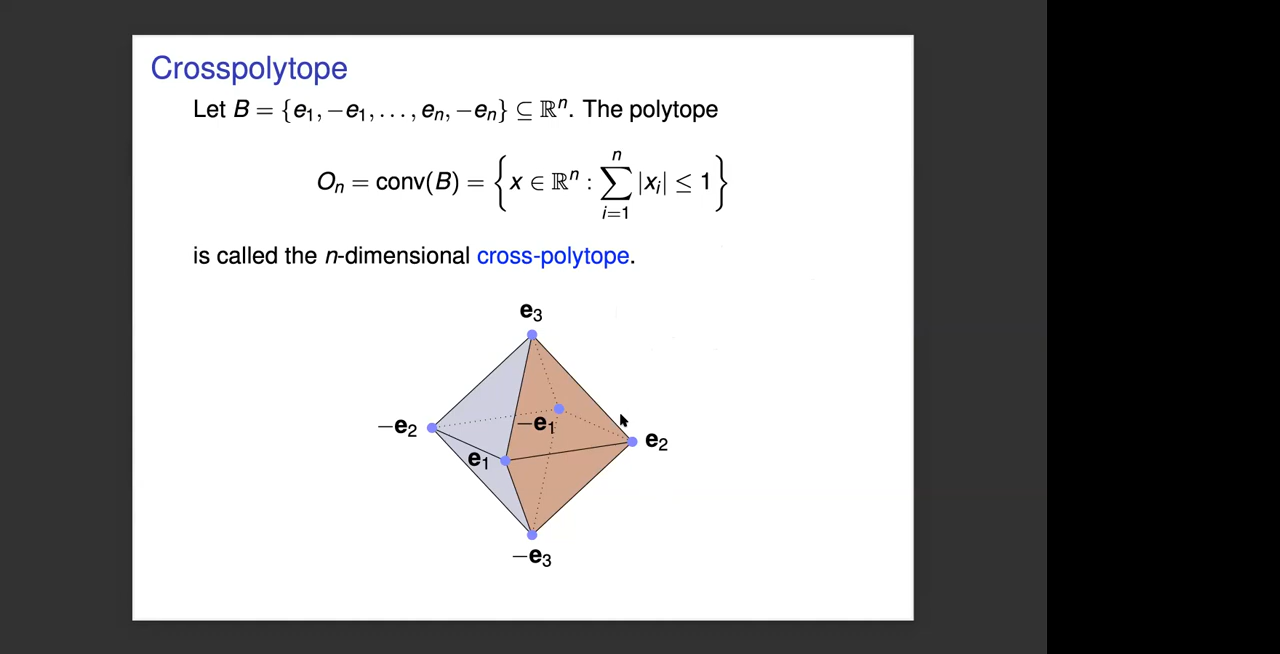 Crosspolytope
Let B = {e₁, −e₁, . . . , eₙ, −eₙ} ⊆ ℝⁿ. The polytope
Oₙ = conv(B) = { x ∈ ℝⁿ : ∑ⁿᵢ₌₁ |xᵢ| ≤ 1 }
is called the n-dimensional cross-polytope.
e₃
−e₁
−e₂
e₂
e₁
−e₃